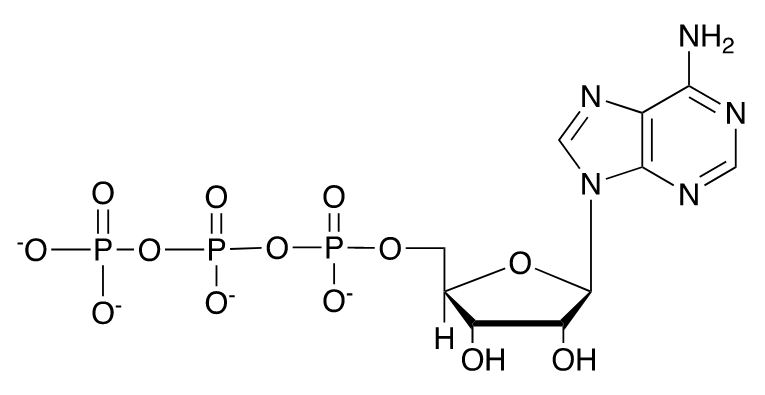 NH2
N
N
N
N
O O O
-O P O P O P O
O
O- O- O-
H
OH OH